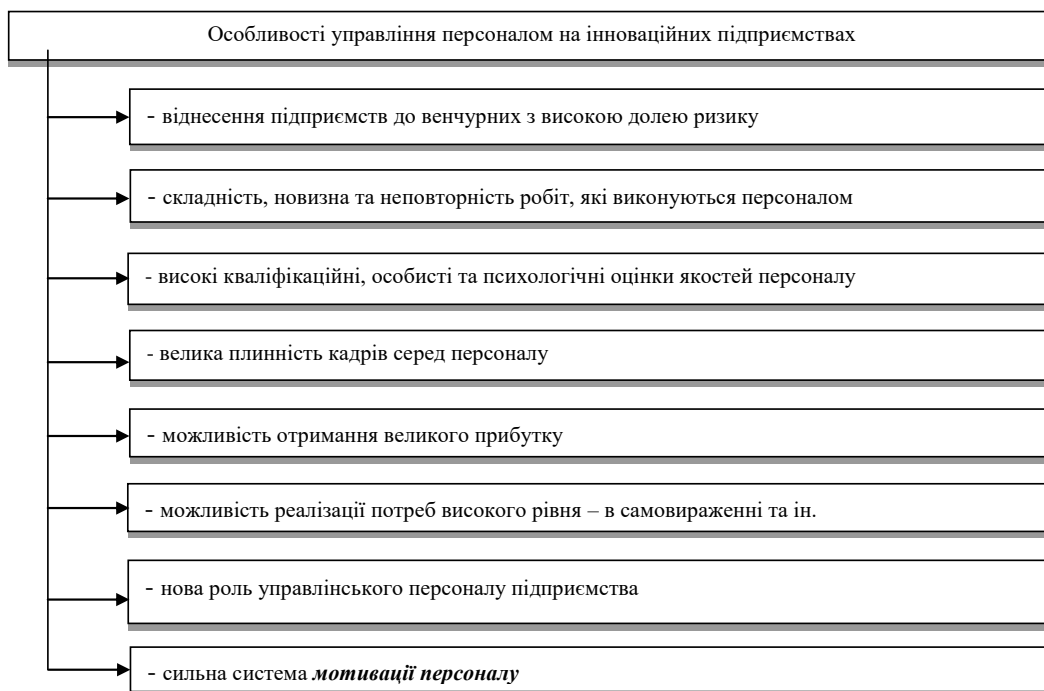 Особливості управління персоналом на інноваційних підприємствах
- віднесення підприємств до венчурних з високою долею ризику
- складність, новизна та неповторність робіт, які виконуються персоналом
- високі кваліфікаційні, особисті та психологічні оцінки якостей персоналу
- велика плинність кадрів серед персоналу
- можливість отримання великого прибутку
- можливість реалізації потреб високого рівня – в самовираженні та ін.
- нова роль управлінського персоналу підприємства
- сильна система мотивації персоналу